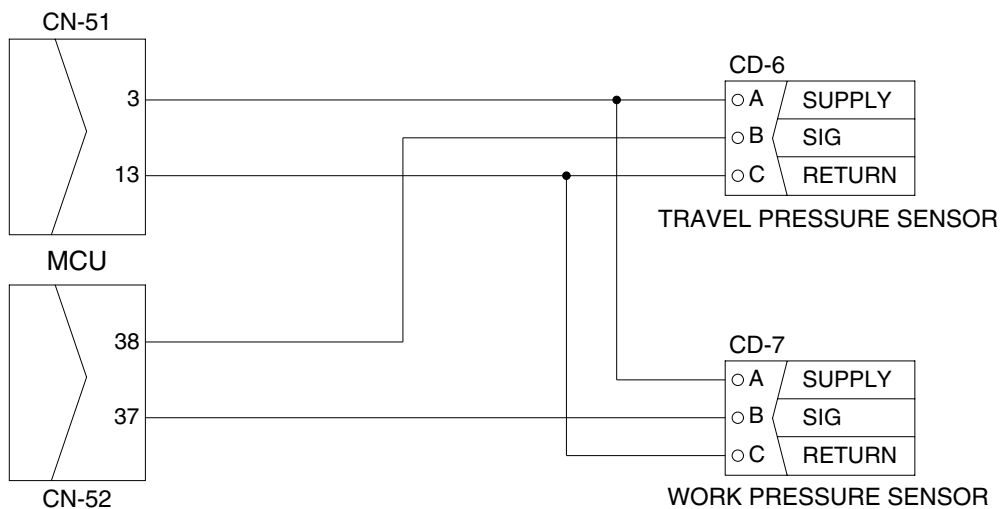 CN-51
3
13
MCU
38
37
CN-52
CD-6
A SUPPLY
B SIG
C RETURN
TRAVEL PRESSURE SENSOR
CD-7
A SUPPLY
B SIG
C RETURN
WORK PRESSURE SENSOR